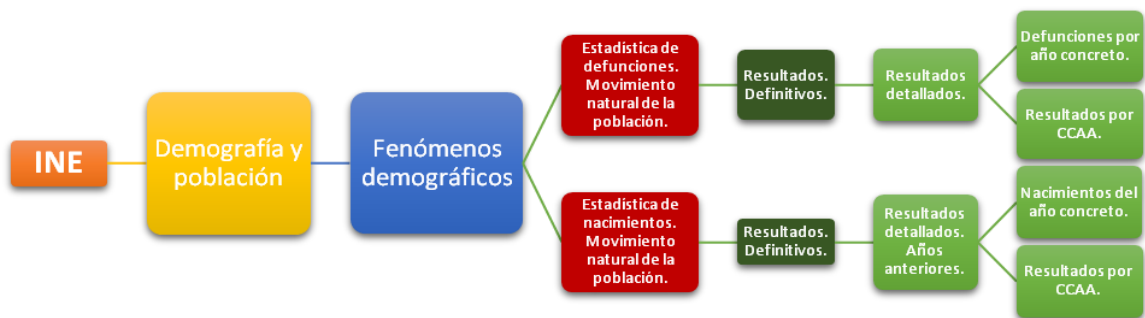 INE
Demografía y
población
Fenómenos
demográficos
Estadística de
defunciones.
Movimiento
natural de la
población.
Resultados.
Definitivos.
Resultados
detallados.
Defunciones por
año concreto.
Resultados por
CCAA.
Estadística de
nacimientos.
Movimiento
natural de la
población.
Resultados.
Definitivos.
Resultados
detallados.
Años
anteriores.
Nacimientos del
año concreto.
Resultados por
CCAA.